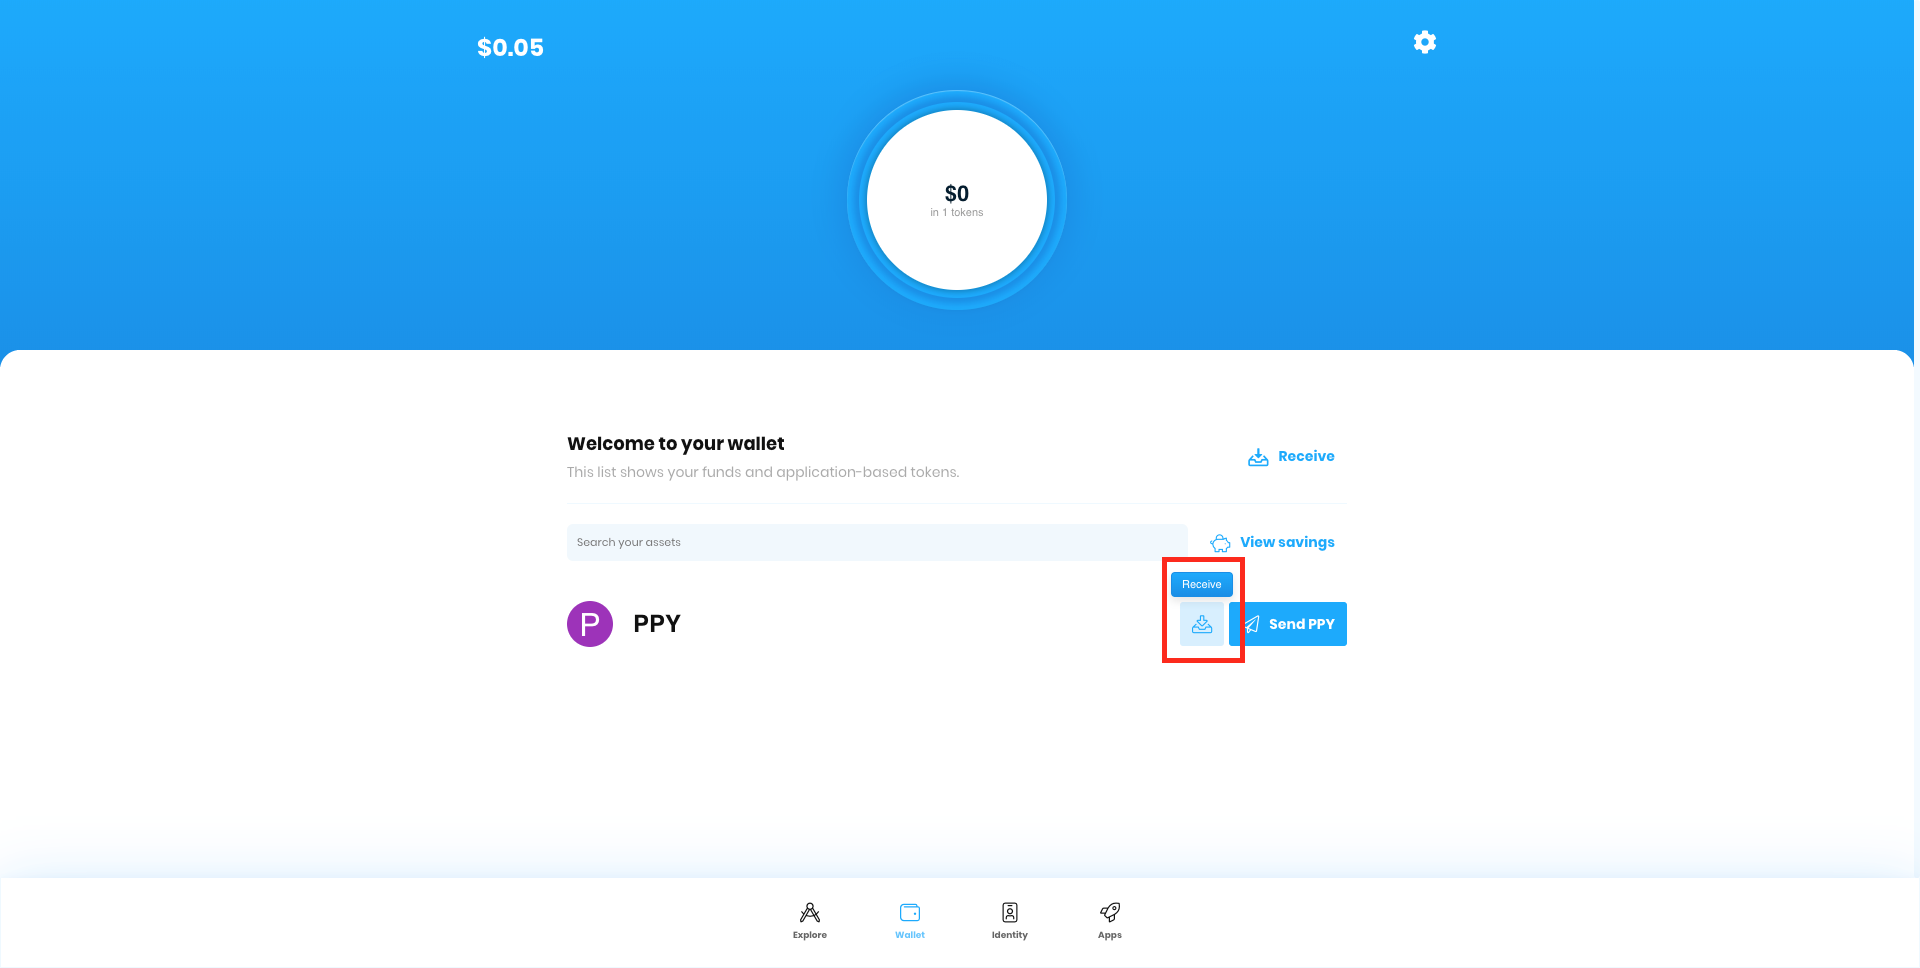 $0.05
$0
in 1 tokens
Welcome to your wallet
This list shows your funds and application-based tokens.
Receive
Search your assets
View savings
Receive
P
PPY
Send PPY
Explore
Wallet
Identity
Apps